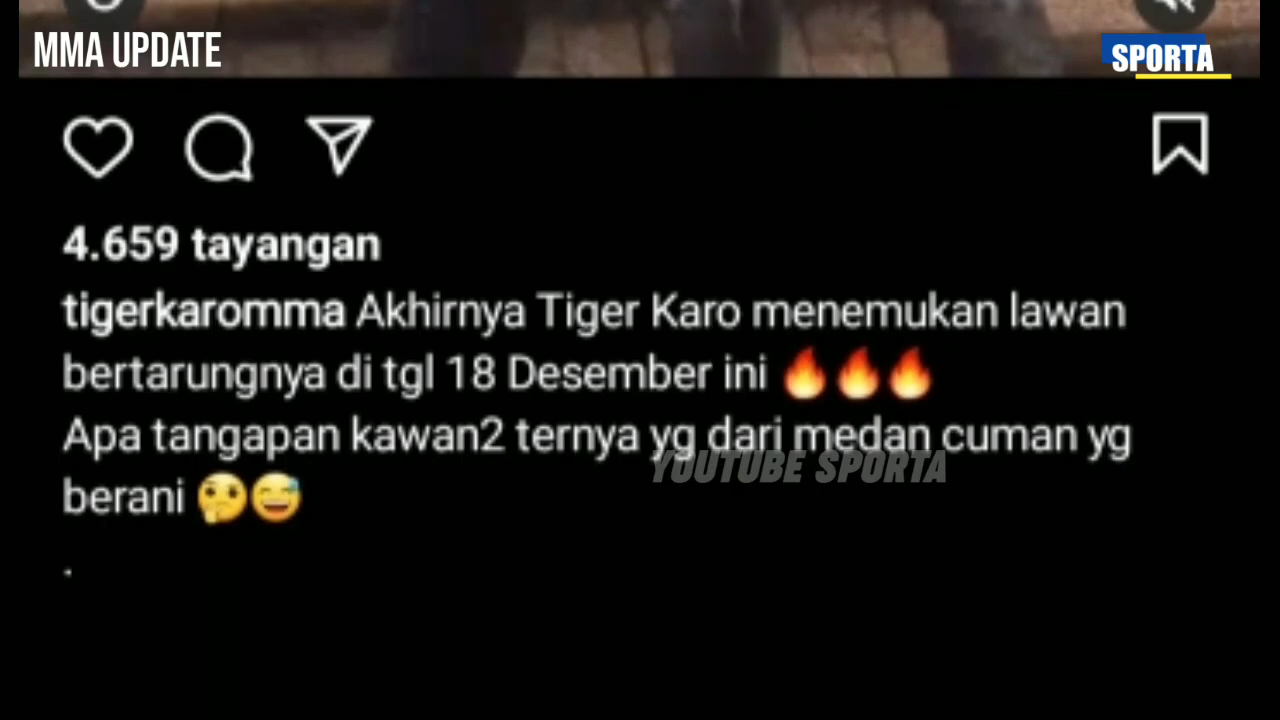 MMA UPDATE
SPORTA
4.659 tayangan
tigerkaromma Akhirnya Tiger Karo menemukan lawan
bertarungnya di tgl 18 Desember ini 🔥🔥🔥
Apa tangapan kawan2 ternya yg dari medan cuman yg
YOUTUBE SPORTA
berani 🤔😅
.